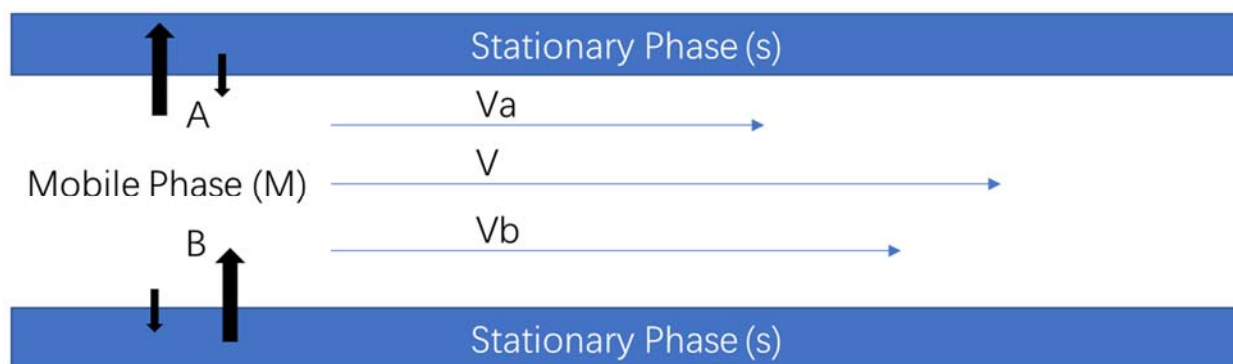 Stationary Phase (s)
A
Va
Mobile Phase (M)
V
B
Vb
Stationary Phase (s)